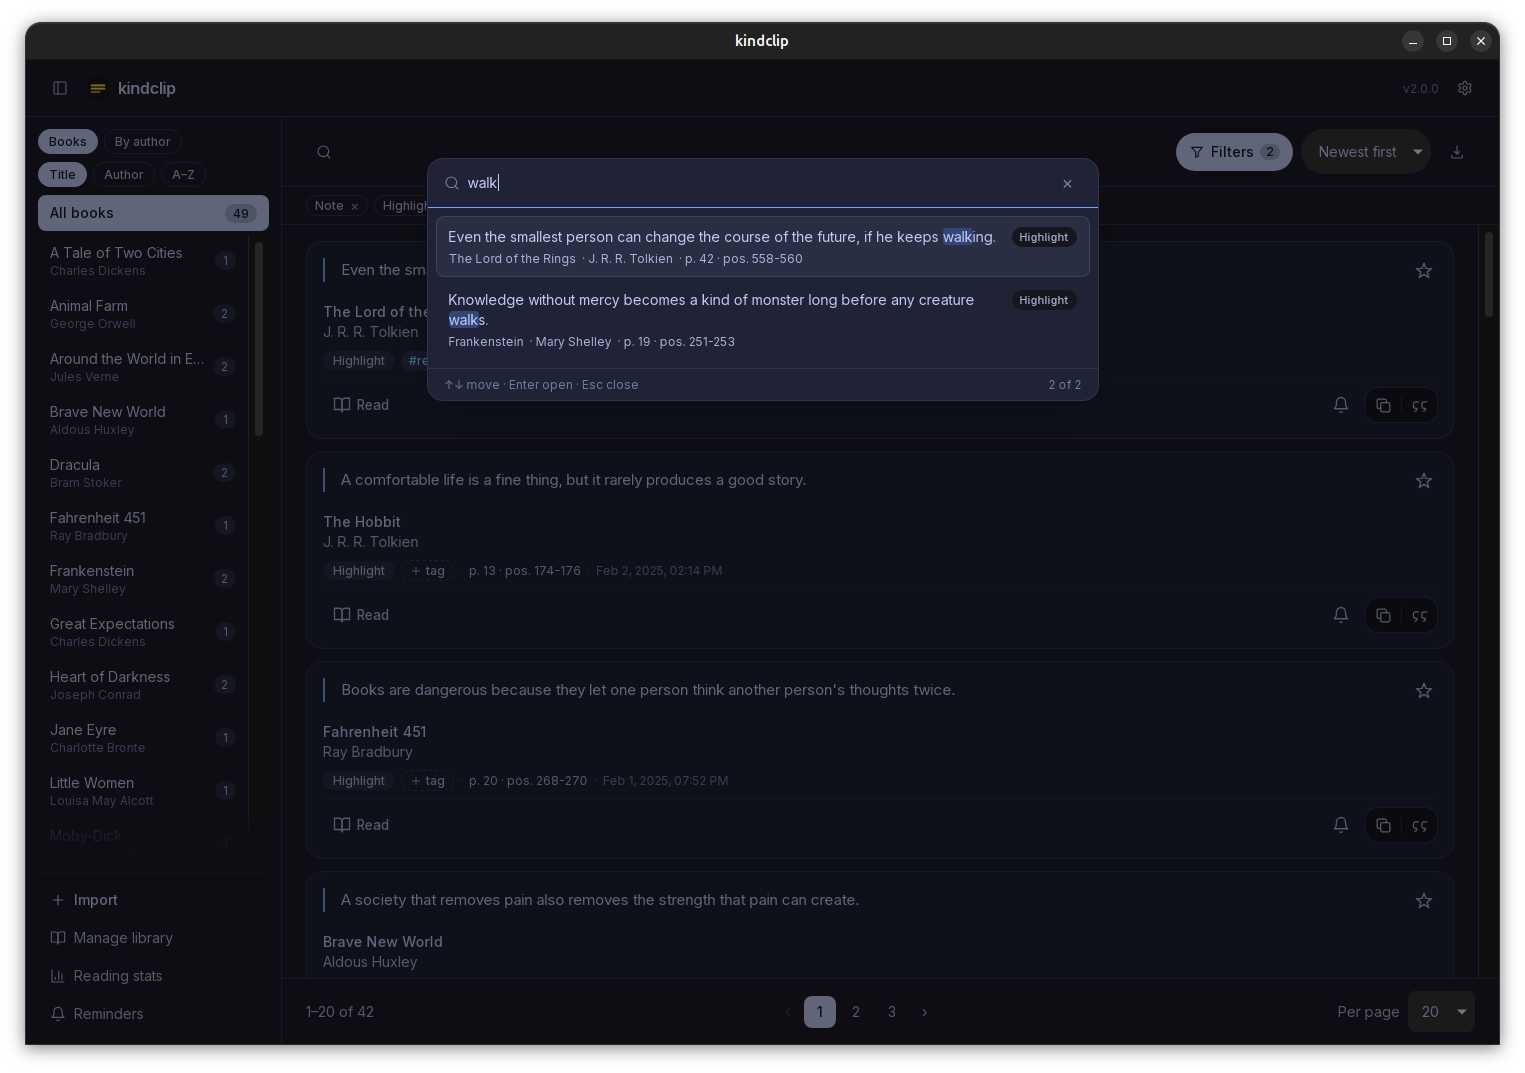 kindclip
kindclip
v2.0.0
Books
By author
Title
Author
A–Z
All books
49
A Tale of Two Cities
Charles Dickens
1
Animal Farm
George Orwell
2
Around the World in E...
Jules Verne
2
Brave New World
Aldous Huxley
1
Dracula
Bram Stoker
2
Fahrenheit 451
Ray Bradbury
1
Frankenstein
Mary Shelley
2
Great Expectations
Charles Dickens
1
Heart of Darkness
Joseph Conrad
2
Jane Eyre
Charlotte Bronte
1
Little Women
Louisa May Alcott
1
Moby-Dick
1
+ Import
Manage library
Reading stats
Reminders
Filters 2
Newest first
Note ×
Highligh
walk
×
Even the smallest person can change the course of the future, if he keeps walking.
Highlight
The Lord of the Rings · J. R. R. Tolkien · p. 42 · pos. 558-560
Knowledge without mercy becomes a kind of monster long before any creature
walks.
Highlight
Frankenstein · Mary Shelley · p. 19 · pos. 251-253
↑↓ move · Enter open · Esc close
2 of 2
Even the sma
The Lord of the
J. R. R. Tolkien
Highlight
#re
Read
A comfortable life is a fine thing, but it rarely produces a good story.
The Hobbit
J. R. R. Tolkien
Highlight + tag · p. 13 · pos. 174-176 · Feb 2, 2025, 02:14 PM
Read
Books are dangerous because they let one person think another person's thoughts twice.
Fahrenheit 451
Ray Bradbury
Highlight + tag · p. 20 · pos. 268-270 · Feb 1, 2025, 07:52 PM
Read
A society that removes pain also removes the strength that pain can create.
Brave New World
Aldous Huxley
1–20 of 42
‹ 1 2 3 ›
Per page 20